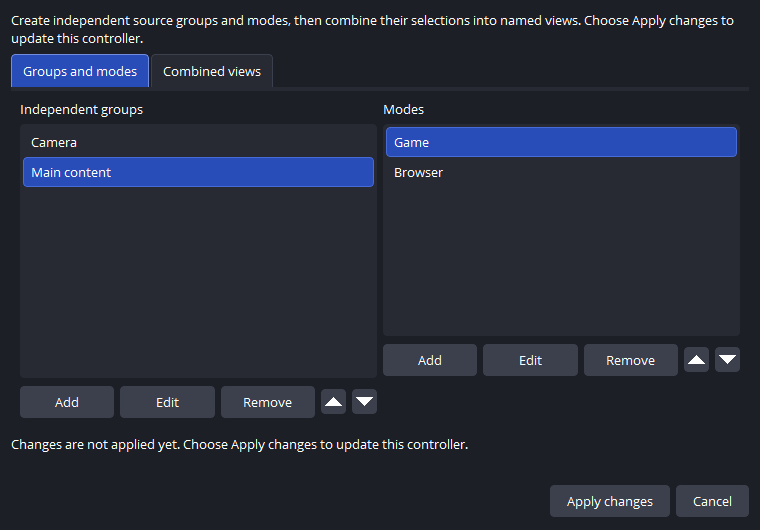 Create independent source groups and modes, then combine their selections into named views. Choose Apply changes to
update this controller.
Groups and modes
Combined views
Independent groups
Modes
Camera
Game
Main content
Browser
Add
Edit
Remove
Add
Edit
Remove
Changes are not applied yet. Choose Apply changes to update this controller.
Apply changes
Cancel